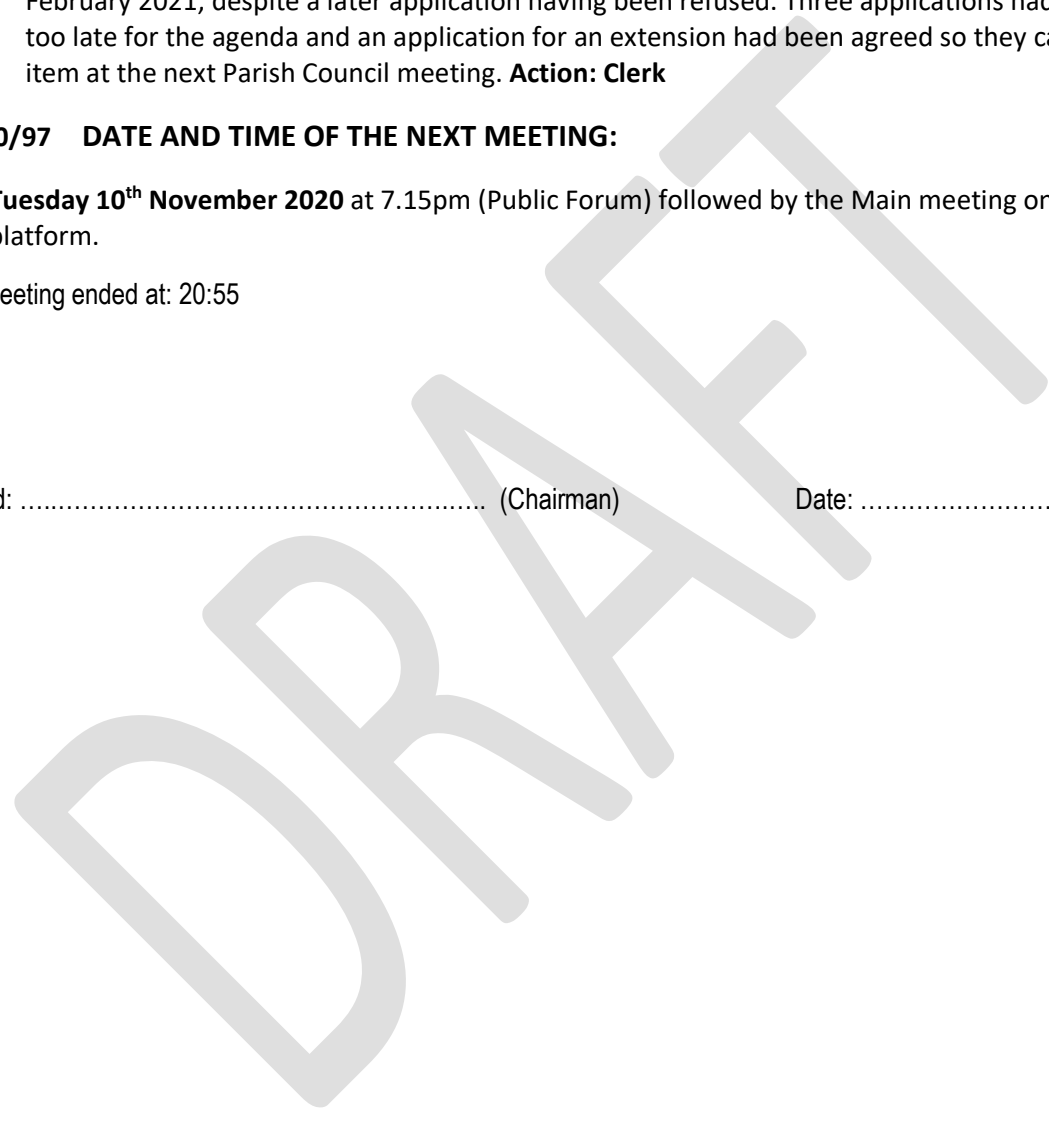 February 2021, despite a later application having been refused. Three applications had
too late for the agenda and an application for an extension had been agreed so they
item at the next Parish Council meeting. Action: Clerk
0/97 DATE AND TIME OF THE NEXT MEETING:
Tuesday 10th November 2020 at 7.15pm (Public Forum) followed by the Main meeting on
platform.
eeting ended at: 20:55
d: ………………………………………………….. (Chairman) Date: ……………………
DRAFT